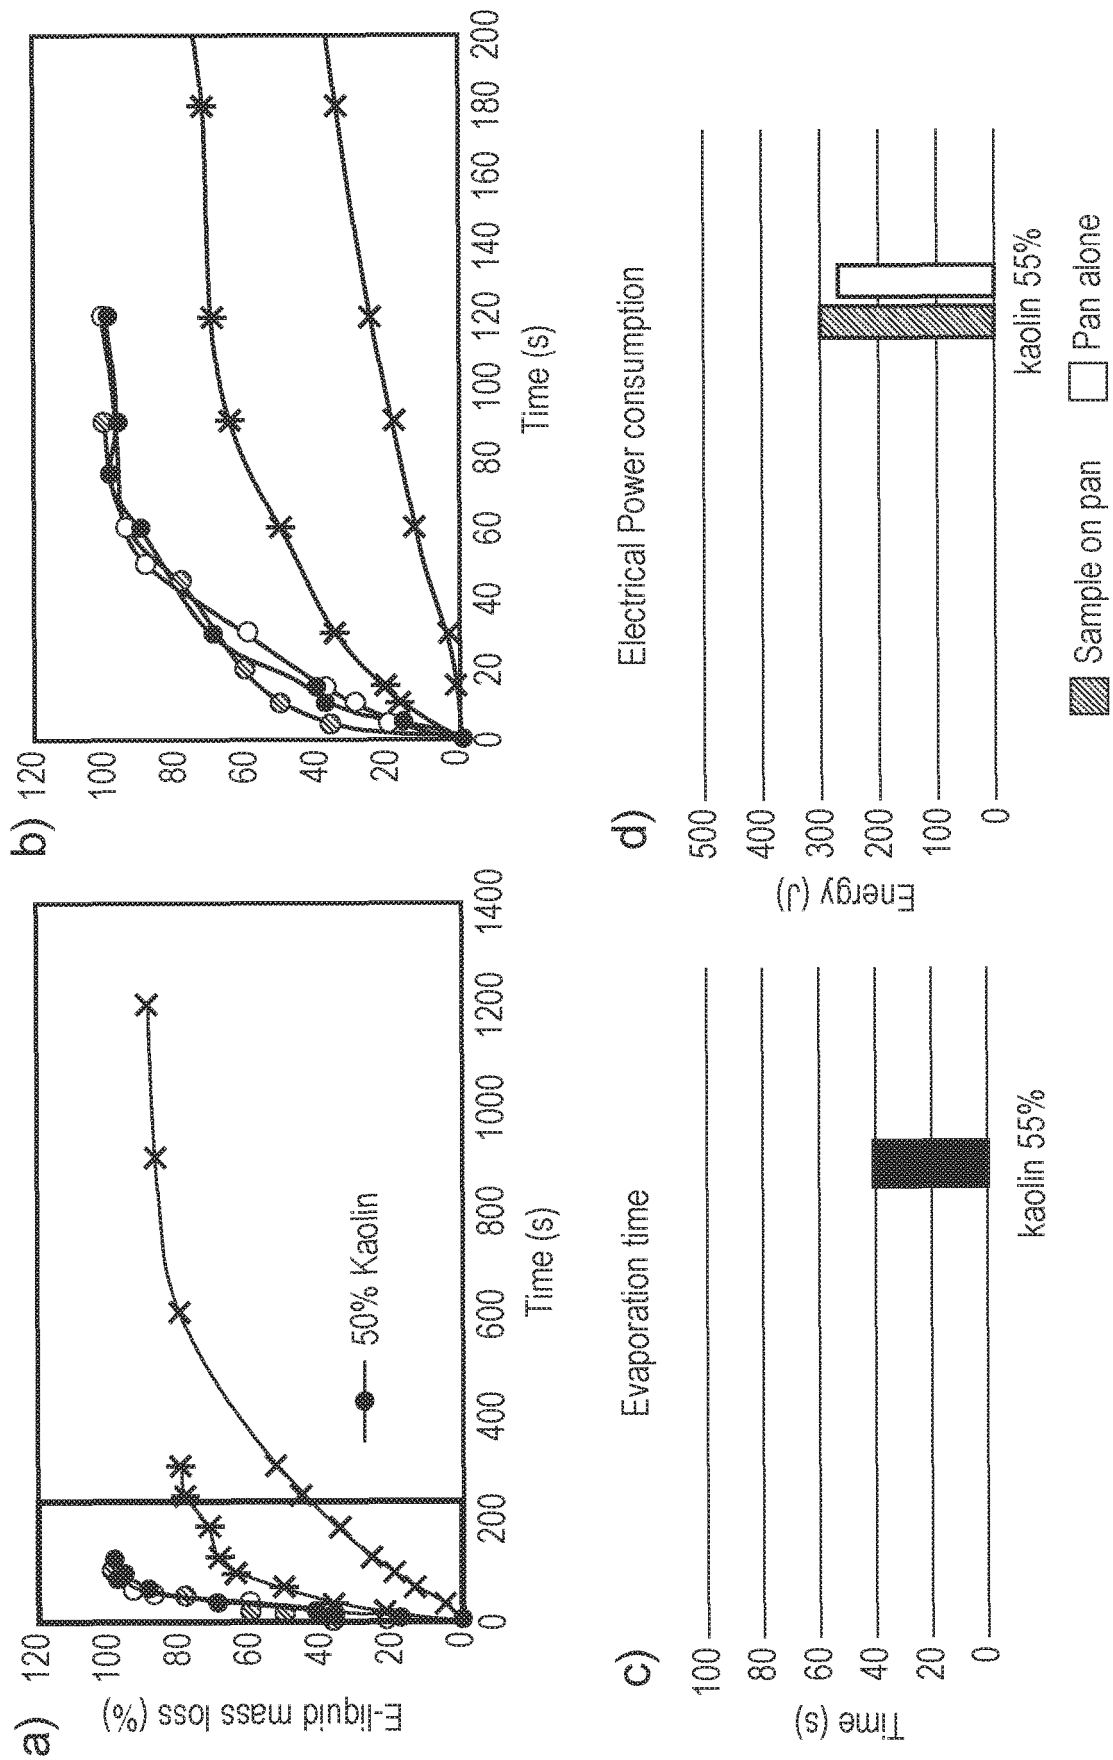 a)
E-liquid mass loss (%)
120
100
80
60
40
20
0
0 200 400 600 800 1000 1200 1400
Time (s)
50% Kaolin
b)
120
100
80
60
40
20
0
0 20 40 60 80 100 120 140 160 180 200
Time (s)
c)
Evaporation time
Time (s)
100
80
60
40
20
0
kaolin 55%
d)
Electrical Power consumption
Energy (J)
500
400
300
200
100
0
kaolin 55%
Sample on pan
Pan alone